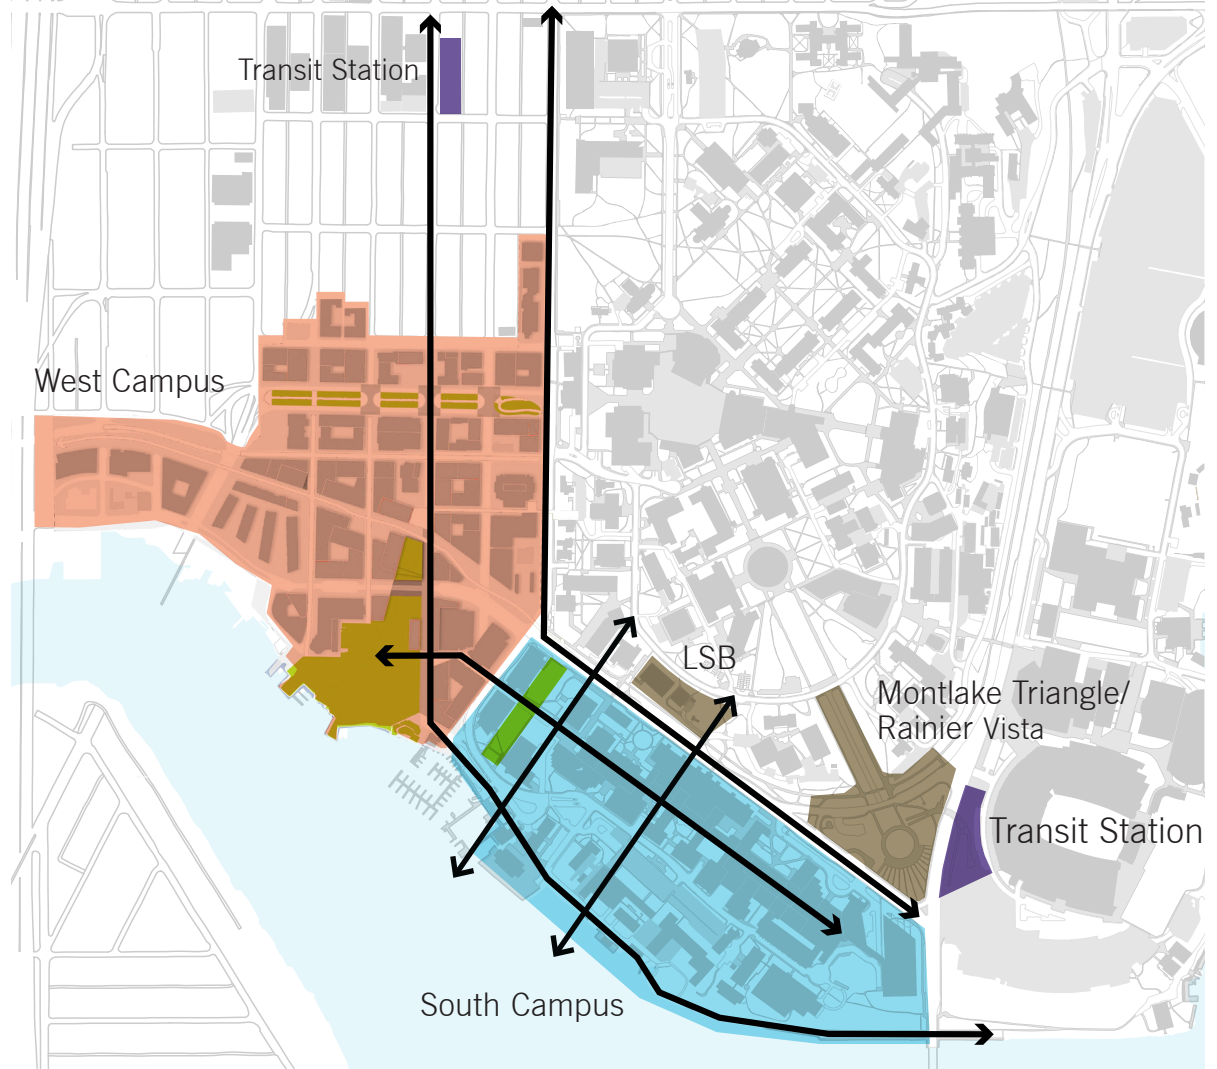 Transit Station
West Campus
LSB
Montlake Triangle/
Rainier Vista
Transit Station
South Campus